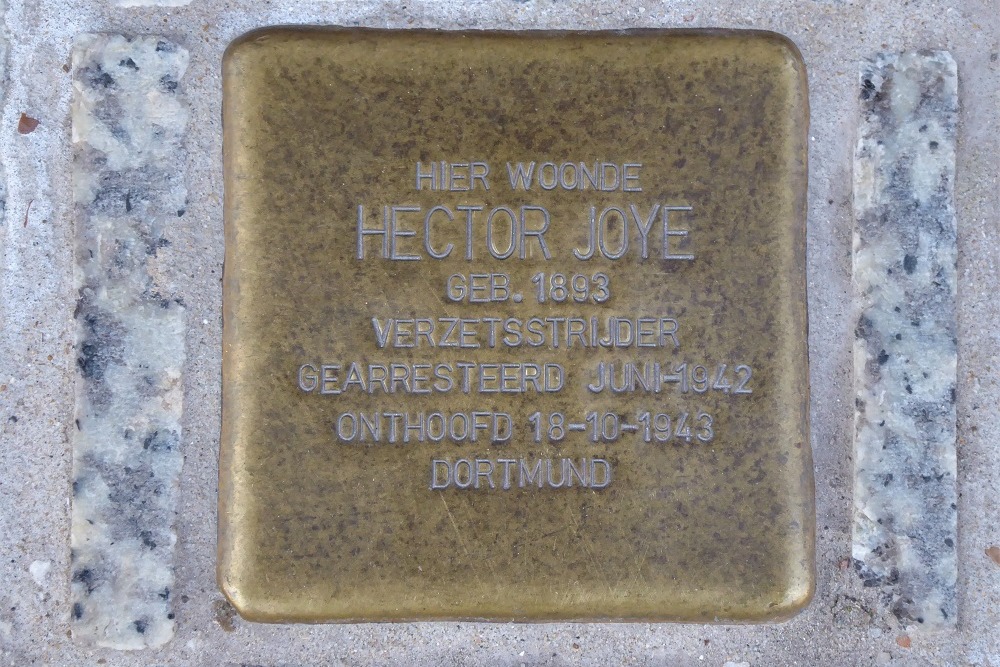 HIER WOONDE
HECTOR JOYE
GEB. 1893
VERZETSSTRIJDER
GEARRESTEERD JUNI-1942
ONTHOOFD 18-10-1943
DORTMUND